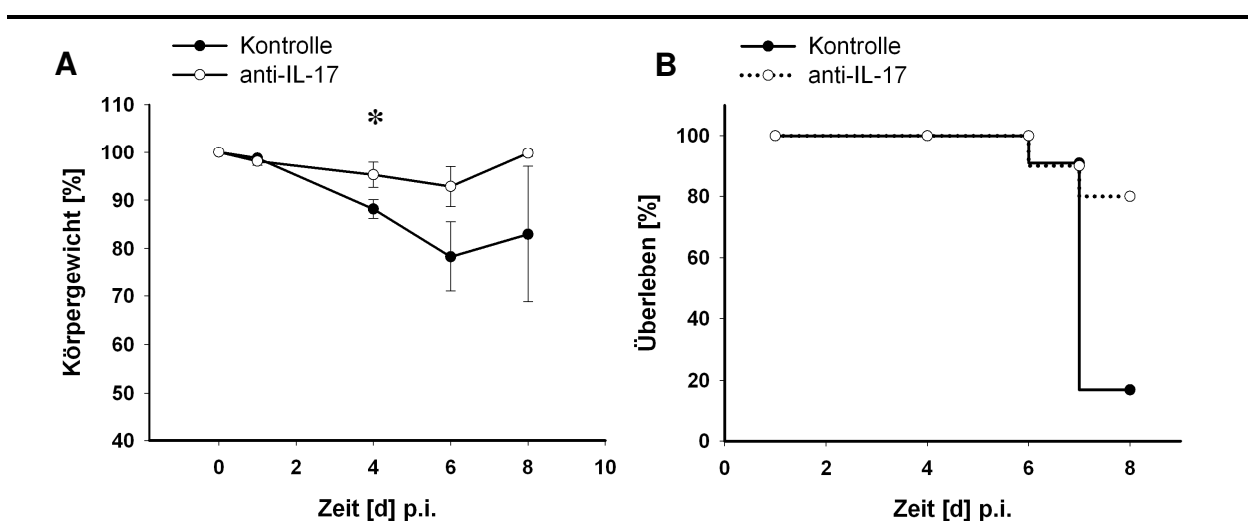 A
Kontrolle
anti-IL-17
*
Körpergewicht [%]
110
100
90
80
70
60
50
40
0 2 4 6 8 10
Zeit [d] p.i.
B
Kontrolle
anti-IL-17
Überleben [%]
100
80
60
40
20
0
0 2 4 6 8
Zeit [d] p.i.